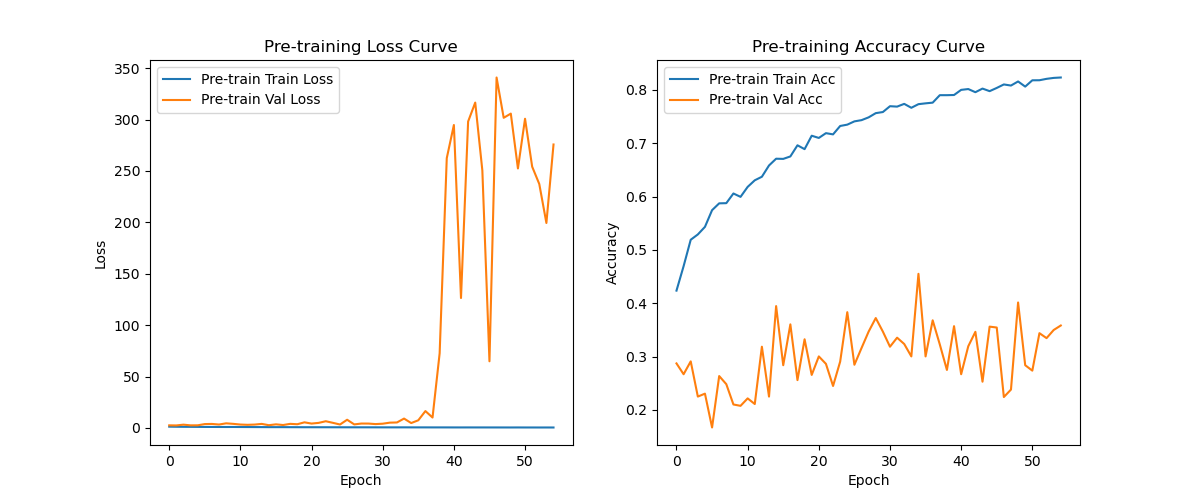 Pre-training Loss Curve
Pre-train Train Loss
Pre-train Val Loss
350
300
250
200
150
100
50
0
Loss
0 10 20 30 40 50
Epoch
Pre-training Accuracy Curve
Pre-train Train Acc
Pre-train Val Acc
0.8
0.7
0.6
0.5
0.4
0.3
0.2
Accuracy
0 10 20 30 40 50
Epoch